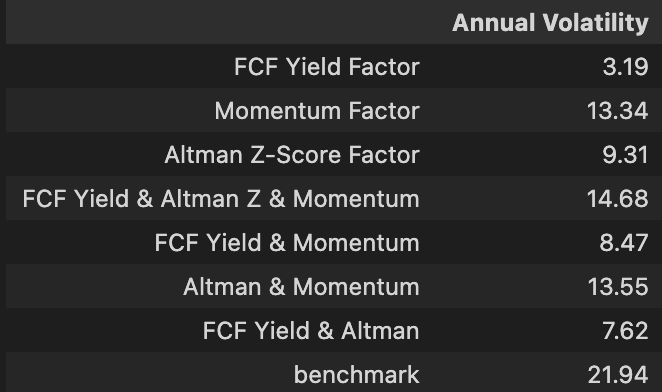 Annual Volatility
FCF Yield Factor 3.19
Momentum Factor 13.34
Altman Z-Score Factor 9.31
FCF Yield & Altman Z & Momentum 14.68
FCF Yield & Momentum 8.47
Altman & Momentum 13.55
FCF Yield & Altman 7.62
benchmark 21.94